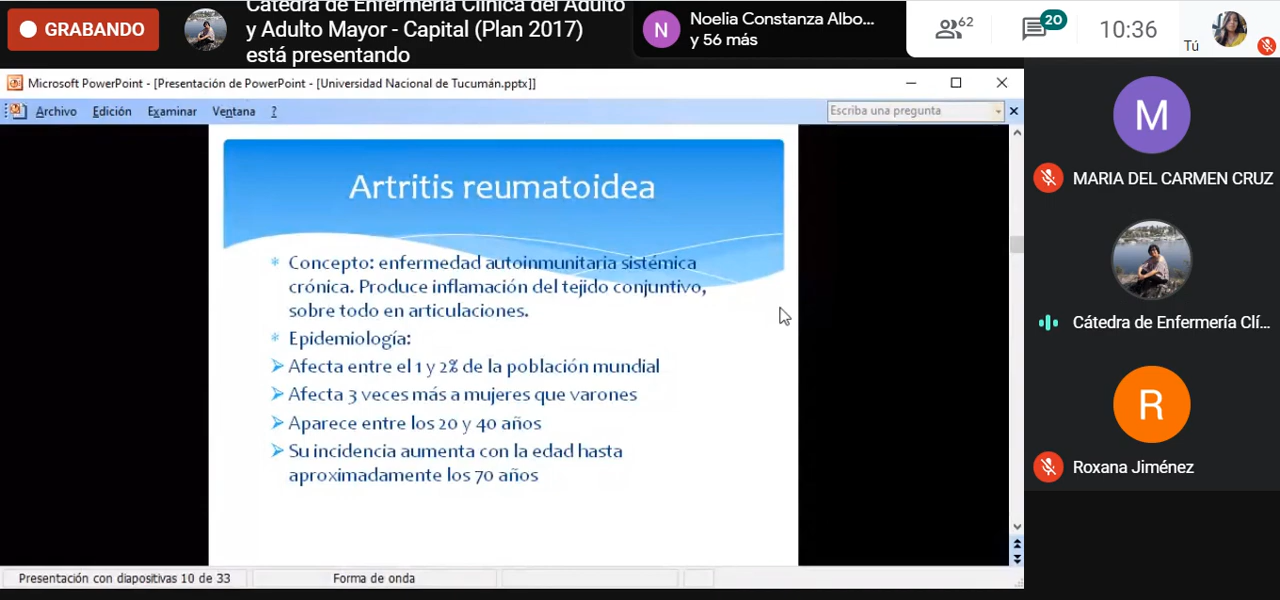 GRABANDO
Cátedra de Enfermería Clínica del Adulto
y Adulto Mayor - Capital (Plan 2017)
está presentando
N
Noelia Constanza Albo...
y 56 más
62
20
10:36
Tú
Microsoft PowerPoint - [Presentación de PowerPoint - [Universidad Nacional de Tucumán.pptx]]
Archivo Edición Examinar Ventana ?
Escriba una pregunta
Artritis reumatoidea
Concepto: enfermedad autoinmunitaria sistémica
crónica. Produce inflamación del tejido conjuntivo,
sobre todo en articulaciones.
Epidemiología:
Afecta entre el 1 y 2% de la población mundial
Afecta 3 veces más a mujeres que varones
Aparece entre los 20 y 40 años
Su incidencia aumenta con la edad hasta
aproximadamente los 70 años
Presentación con diapositivas 10 de 33
Forma de onda
M
MARIA DEL CARMEN CRUZ
Cátedra de Enfermería Clí...
R
Roxana Jiménez